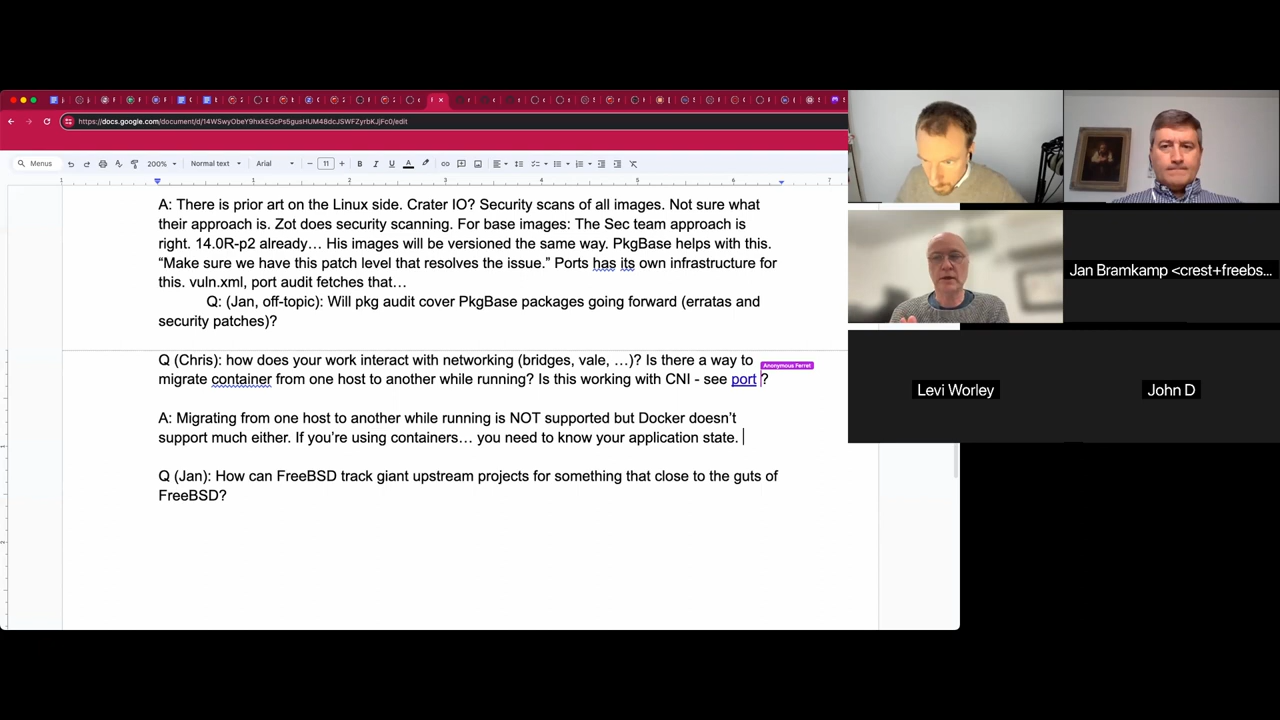 https://docs.google.com/document/d/14WSwyObeY9hxkEGcPs5gusHUM48dcJSWFZyrbKJjFc0/edit
Menus
200%
Normal text
Arial
11
1 1 2 3 4 5 6 7
A: There is prior art on the Linux side. Crater IO? Security scans of all images. Not sure what
their approach is. Zot does security scanning. For base images: The Sec team approach is
right. 14.0R-p2 already… His images will be versioned the same way. PkgBase helps with this.
“Make sure we have this patch level that resolves the issue.” Ports has its own infrastructure for
this. vuln.xml, port audit fetches that…
Q: (Jan, off-topic): Will pkg audit cover PkgBase packages going forward (erratas and
security patches)?
Q (Chris): how does your work interact with networking (bridges, vale, …)? Is there a way to
Anonymous Ferret
migrate container from one host to another while running? Is this working with CNI - see port ?
A: Migrating from one host to another while running is NOT supported but Docker doesn’t
support much either. If you’re using containers… you need to know your application state.
Q (Jan): How can FreeBSD track giant upstream projects for something that close to the guts of
FreeBSD?
Jan Bramkamp <crest+freebs...
Levi Worley
John D